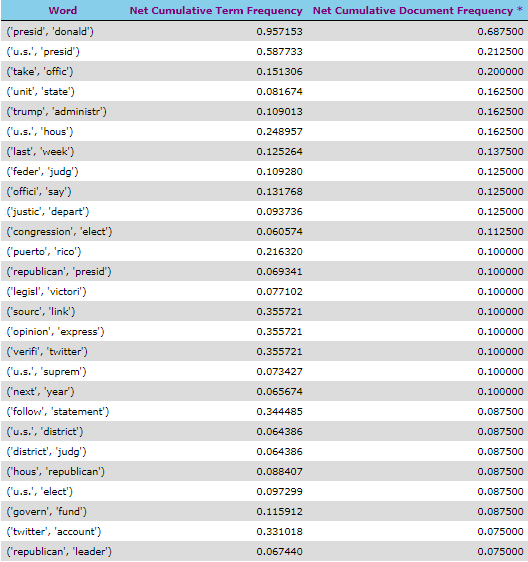 Word Net Cumulative Term Frequency Net Cumulative Document Frequency *
('presid', 'donald') 0.957153 0.687500
('u.s.', 'presid') 0.587733 0.212500
('take', 'offic') 0.151306 0.200000
('unit', 'state') 0.081674 0.162500
('trump', 'administr') 0.109013 0.162500
('u.s.', 'hous') 0.248957 0.162500
('last', 'week') 0.125264 0.137500
('feder', 'judg') 0.109280 0.125000
('offici', 'say') 0.131768 0.125000
('justic', 'depart') 0.093736 0.125000
('congression', 'elect') 0.060574 0.112500
('puerto', 'rico') 0.216320 0.100000
('republican', 'presid') 0.069341 0.100000
('legisl', 'victori') 0.077102 0.100000
('sourc', 'link') 0.355721 0.100000
('opinion', 'express') 0.355721 0.100000
('verifi', 'twitter') 0.355721 0.100000
('u.s.', 'suprem') 0.073427 0.100000
('next', 'year') 0.065674 0.100000
('follow', 'statement') 0.344485 0.087500
('u.s.', 'district') 0.064386 0.087500
('district', 'judg') 0.064386 0.087500
('hous', 'republican') 0.088407 0.087500
('u.s.', 'elect') 0.097299 0.087500
('govern', 'fund') 0.115912 0.087500
('twitter', 'account') 0.331018 0.075000
('republican', 'leader') 0.067440 0.075000